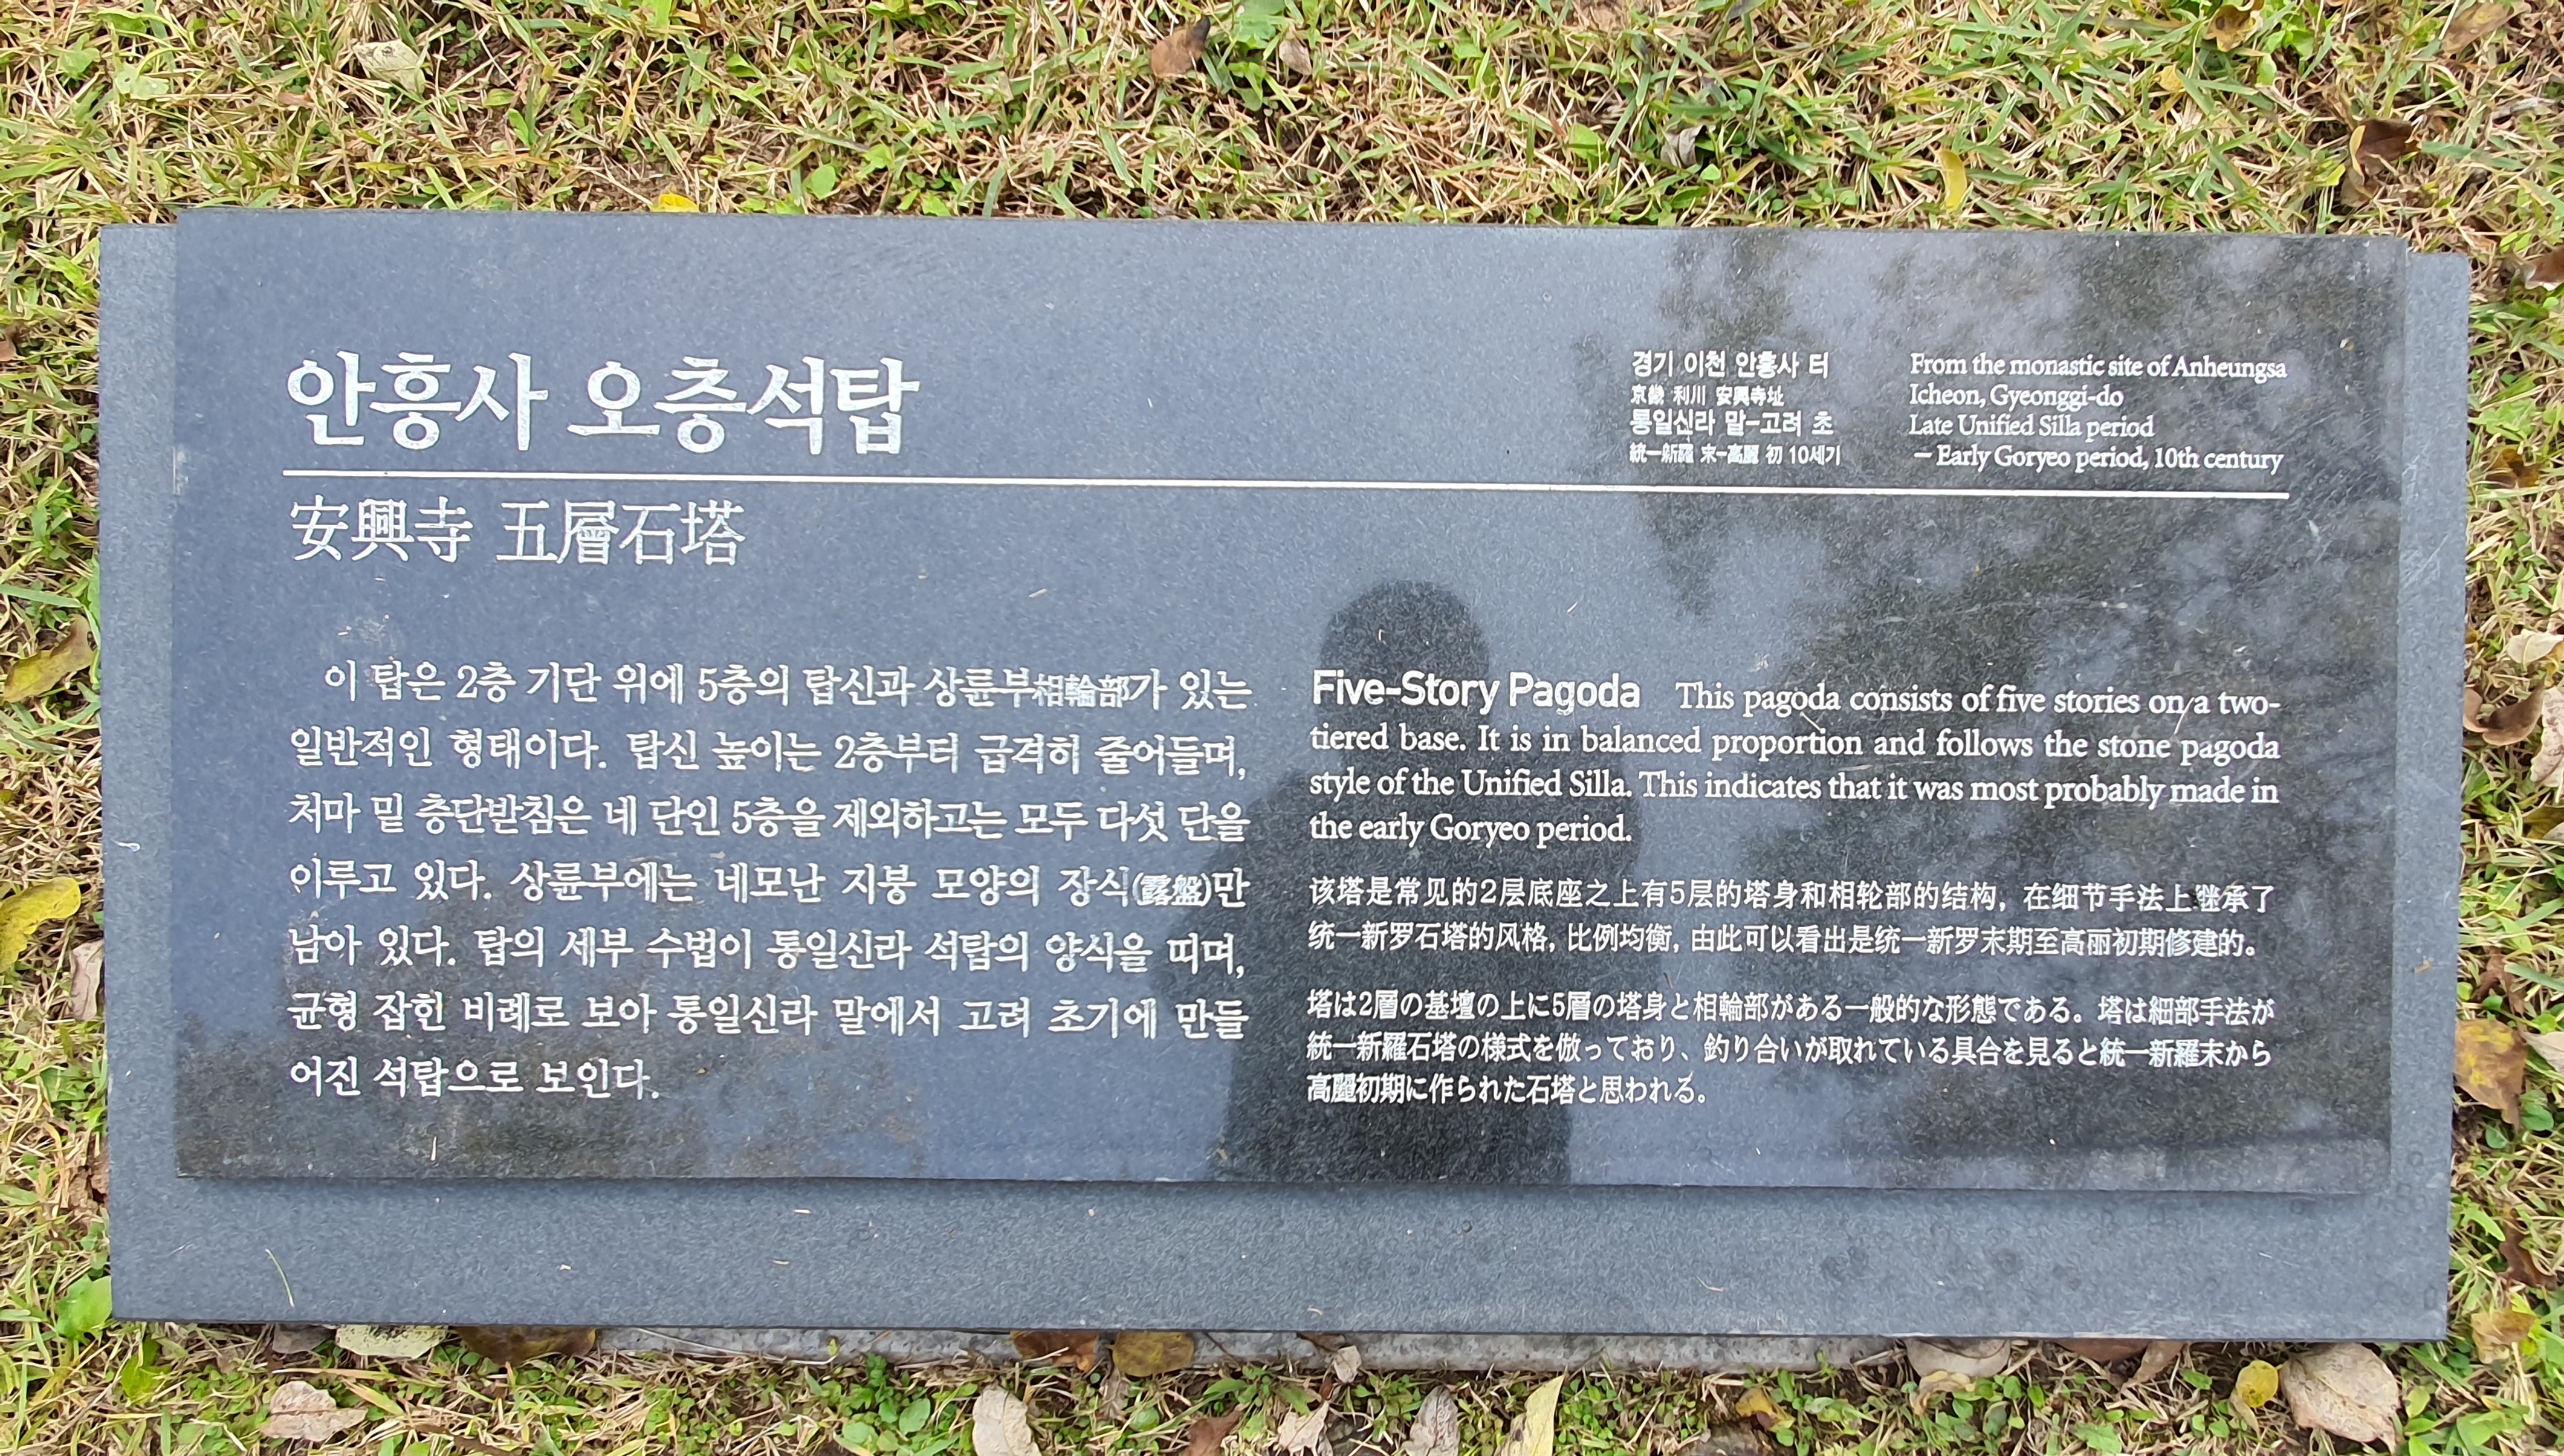 안흥사 오층석탑
安興寺 五層石塔
경기 이천 안흥사 터
京畿 利川 安興寺址
통일신라 말-고려 초
統一新羅 末-高麗 初 10세기
From the monastic site of Anheungsa
Icheon, Gyeonggi-do
Late Unified Silla period
– Early Goryeo period, 10th century
이 탑은 2층 기단 위에 5층의 탑신과 상륜부相輪部가 있는
일반적인 형태이다. 탑신 높이는 2층부터 급격히 줄어들며,
처마 밑 층단받침은 네 단인 5층을 제외하고는 모두 다섯 단을
이루고 있다. 상륜부에는 네모난 지붕 모양의 장식(露盤)만
남아 있다. 탑의 세부 수법이 통일신라 석탑의 양식을 띠며,
균형 잡힌 비례로 보아 통일신라 말에서 고려 초기에 만들
어진 석탑으로 보인다.
Five-Story Pagoda This pagoda consists of five stories on a two-
tiered base. It is in balanced proportion and follows the stone pagoda
style of the Unified Silla. This indicates that it was most probably made in
the early Goryeo period.
该塔是常见的2层底座之上有5层的塔身和相轮部的结构, 在细节手法上继承了
统一新罗石塔的风格, 比例均衡, 由此可以看出是统一新罗末期至高丽初期修建的。
塔は2層の基壇の上に5層の塔身と相輪部がある一般的な形態である。塔は細部手法が
統一新羅石塔の様式を倣っており、釣り合いが取れている具合を見ると統一新羅末から
高麗初期に作られた石塔と思われる。